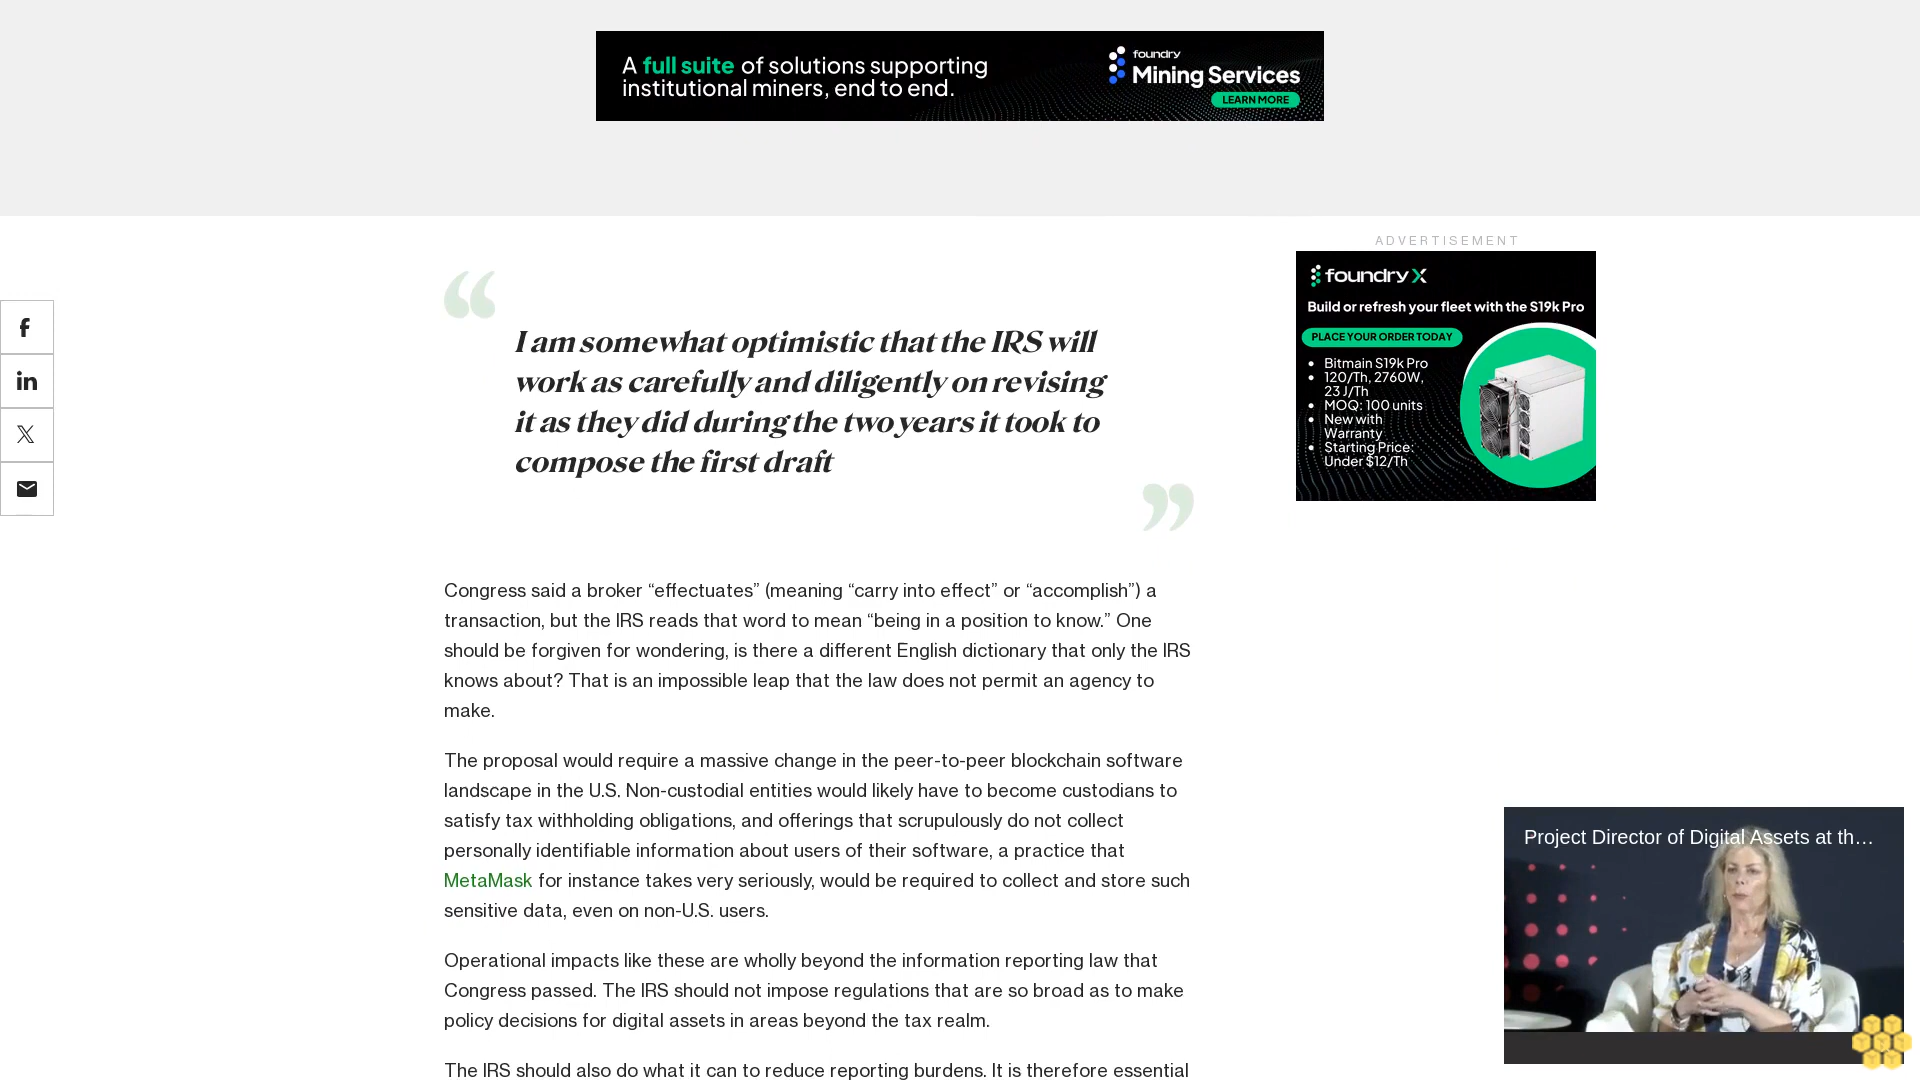 A full suite of solutions supporting
institutional miners, end to end.
foundry
Mining Services
LEARN MORE
ADVERTISEMENT
foundry X
Build or refresh your fleet with the S19k Pro
PLACE YOUR ORDER TODAY
• Bitmain S19k Pro
• 120/Th, 2760W,
23 J/Th
• MOQ: 100 units
• New with
Warranty
• Starting Price:
Under $12/Th
“
I am somewhat optimistic that the IRS will
work as carefully and diligently on revising
it as they did during the two years it took to
compose the first draft
”
Congress said a broker “effectuates” (meaning “carry into effect” or “accomplish”) a
transaction, but the IRS reads that word to mean “being in a position to know.” One
should be forgiven for wondering, is there a different English dictionary that only the IRS
knows about? That is an impossible leap that the law does not permit an agency to
make.
The proposal would require a massive change in the peer-to-peer blockchain software
landscape in the U.S. Non-custodial entities would likely have to become custodians to
satisfy tax withholding obligations, and offerings that scrupulously do not collect
personally identifiable information about users of their software, a practice that
MetaMask for instance takes very seriously, would be required to collect and store such
sensitive data, even on non-U.S. users.
Operational impacts like these are wholly beyond the information reporting law that
Congress passed. The IRS should not impose regulations that are so broad as to make
policy decisions for digital assets in areas beyond the tax realm.
The IRS should also do what it can to reduce reporting burdens. It is therefore essential
Project Director of Digital Assets at th...